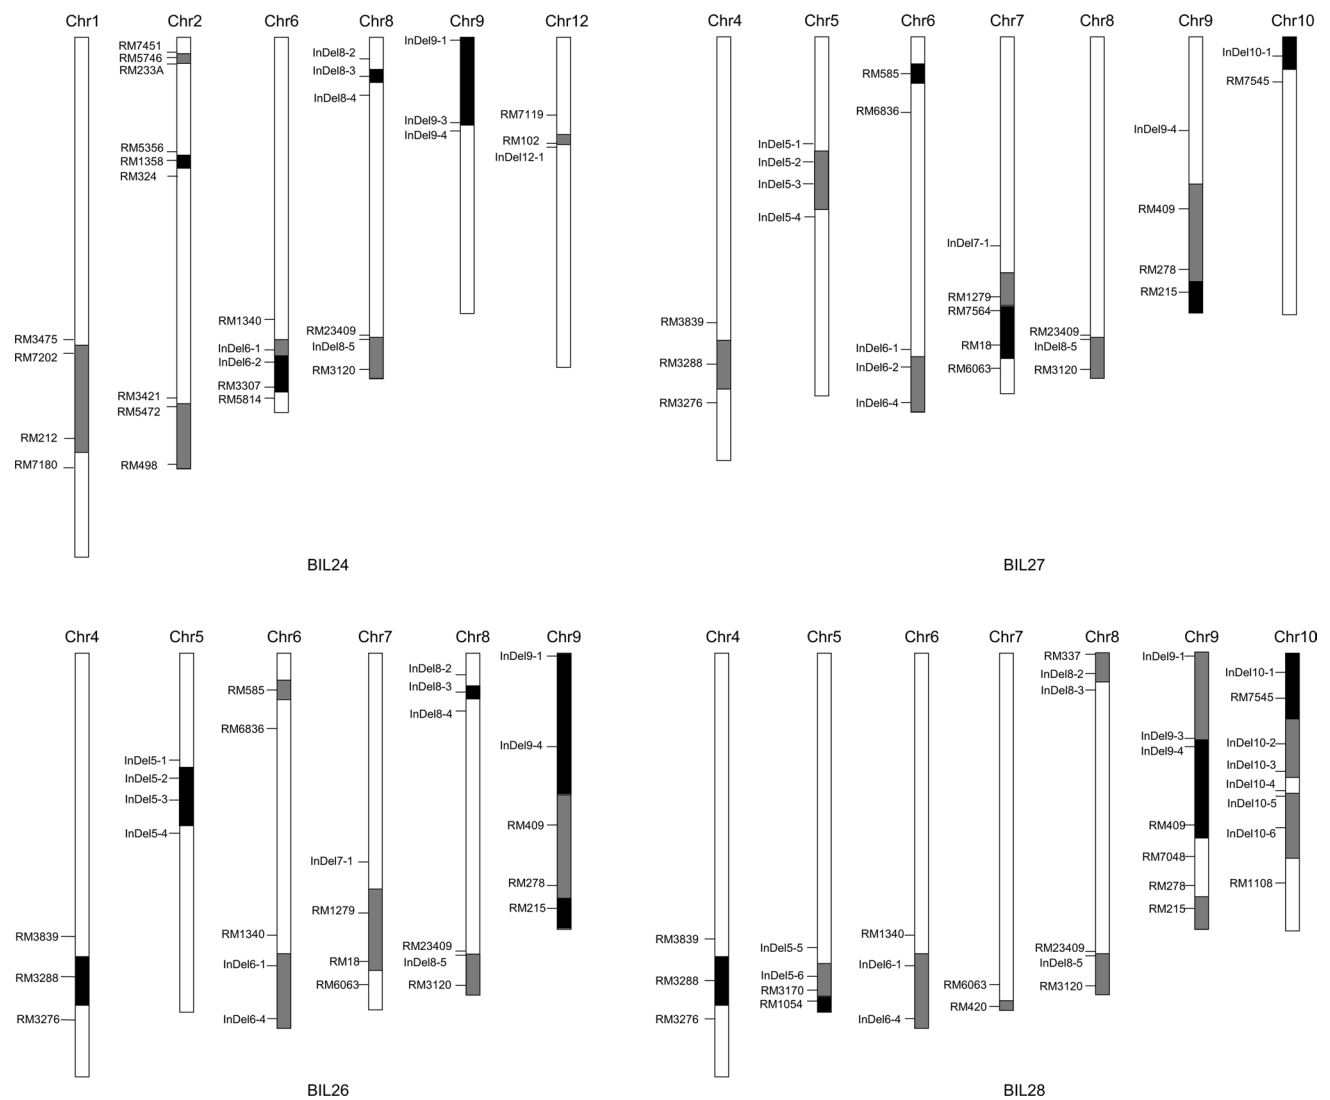 Chr1 Chr2 Chr6 Chr8 Chr9 Chr12
RM3475
RM7202
RM212
RM7180
RM7451
RM5746
RM233A
RM5356
RM1358
RM324
RM3421
RM5472
RM498
RM1340
InDel6-1
InDel6-2
RM3307
RM5814
InDel8-2
InDel8-3
InDel8-4
RM23409
InDel8-5
RM3120
InDel9-1
InDel9-3
InDel9-4
RM7119
RM102
InDel12-1
BIL24
Chr4 Chr5 Chr6 Chr7 Chr8 Chr9 Chr10
RM3839
RM3288
RM3276
InDel5-1
InDel5-2
InDel5-3
InDel5-4
RM585
RM6836
InDel6-1
InDel6-2
InDel6-4
InDel7-1
RM1279
RM7564
RM18
RM6063
RM23409
InDel8-5
RM3120
InDel9-4
RM409
RM278
RM215
InDel10-1
RM7545
BIL27
Chr4 Chr5 Chr6 Chr7 Chr8 Chr9
RM3839
RM3288
RM3276
InDel5-1
InDel5-2
InDel5-3
InDel5-4
RM585
RM6836
RM1340
InDel6-1
InDel6-4
InDel7-1
RM1279
RM18
RM6063
InDel8-2
InDel8-3
InDel8-4
RM23409
InDel8-5
RM3120
InDel9-1
InDel9-4
RM409
RM278
RM215
BIL26
Chr4 Chr5 Chr6 Chr7 Chr8 Chr9 Chr10
RM3839
RM3288
RM3276
InDel5-5
InDel5-6
RM3170
RM1054
RM1340
InDel6-1
InDel6-4
RM6063
RM420
RM337
InDel8-2
InDel8-3
RM23409
InDel8-5
RM3120
InDel9-1
InDel9-3
InDel9-4
RM409
RM7048
RM278
RM215
InDel10-1
RM7545
InDel10-2
InDel10-3
InDel10-4
InDel10-5
InDel10-6
RM1108
BIL28